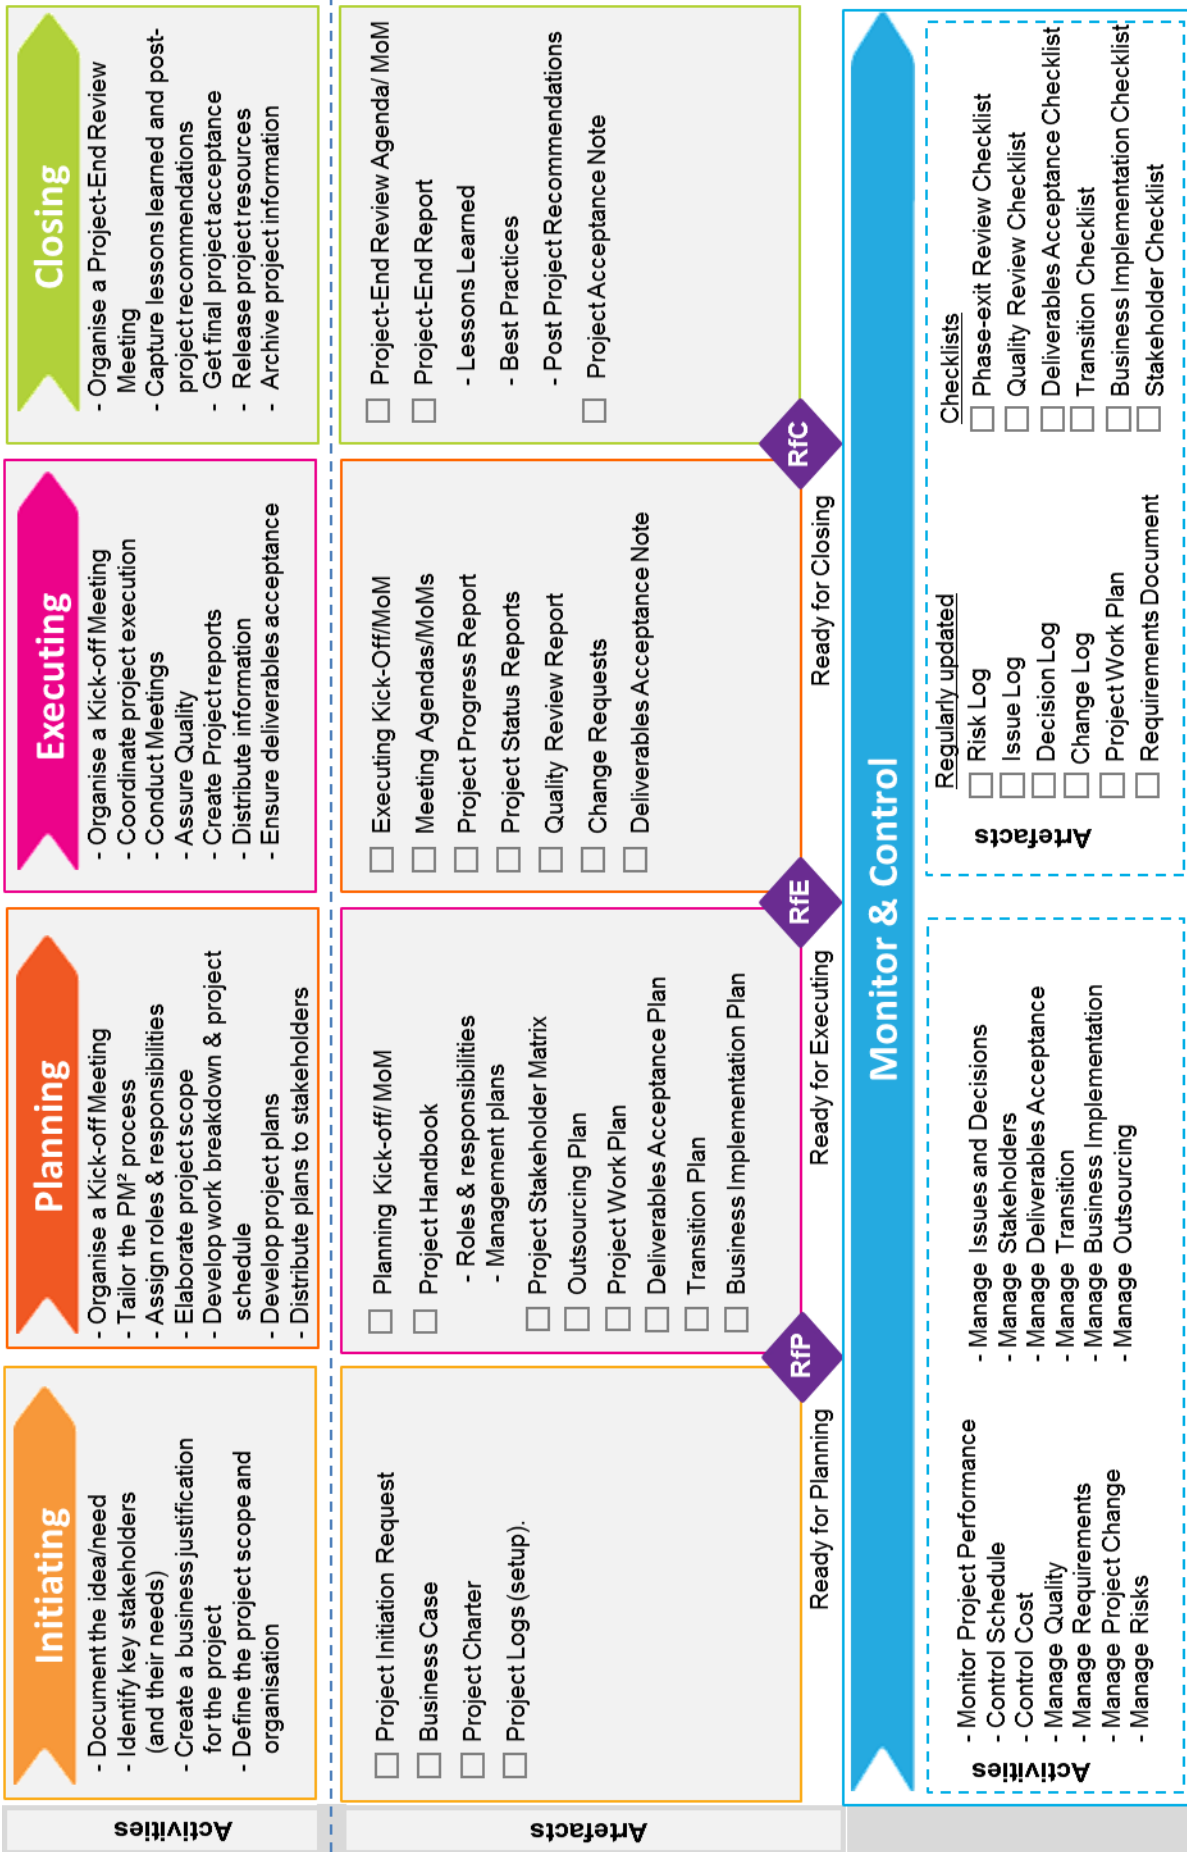 Activities
Initiating
- Document the idea/need
- Identify key stakeholders
(and their needs)
- Create a business justification
for the project
- Define the project scope and
organisation
Planning
- Organise a Kick-off Meeting
- Tailor the PM² process
- Assign roles & responsibilities
- Elaborate project scope
- Develop work breakdown & project
schedule
- Develop project plans
- Distribute plans to stakeholders
Executing
- Organise a Kick-off Meeting
- Coordinate project execution
- Conduct Meetings
- Assure Quality
- Create Project reports
- Distribute information
- Ensure deliverables acceptance
Closing
- Organise a Project-End Review
Meeting
- Capture lessons learned and post-
project recommendations
- Get final project acceptance
- Release project resources
- Archive project information
Artefacts
Project Initiation Request
Business Case
Project Charter
Project Logs (setup).
RfP
Ready for Planning
Planning Kick-off/ MoM
Project Handbook
- Roles & responsibilities
- Management plans
Project Stakeholder Matrix
Outsourcing Plan
Project Work Plan
Deliverables Acceptance Plan
Transition Plan
Business Implementation Plan
RfE
Ready for Executing
Executing Kick-Off/MoM
Meeting Agendas/MoMs
Project Progress Report
Project Status Reports
Quality Review Report
Change Requests
Deliverables Acceptance Note
RfC
Ready for Closing
Project-End Review Agenda/ MoM
Project-End Report
- Lessons Learned
- Best Practices
- Post Project Recommendations
Project Acceptance Note
Monitor & Control
Activities
- Monitor Project Performance
- Control Schedule
- Control Cost
- Manage Quality
- Manage Requirements
- Manage Project Change
- Manage Risks
- Manage Issues and Decisions
- Manage Stakeholders
- Manage Deliverables Acceptance
- Manage Transition
- Manage Business Implementation
- Manage Outsourcing
Artefacts
Regularly updated
Risk Log
Issue Log
Decision Log
Change Log
Project Work Plan
Requirements Document
Checklists
Phase-exit Review Checklist
Quality Review Checklist
Deliverables Acceptance Checklist
Transition Checklist
Business Implementation Checklist
Stakeholder Checklist